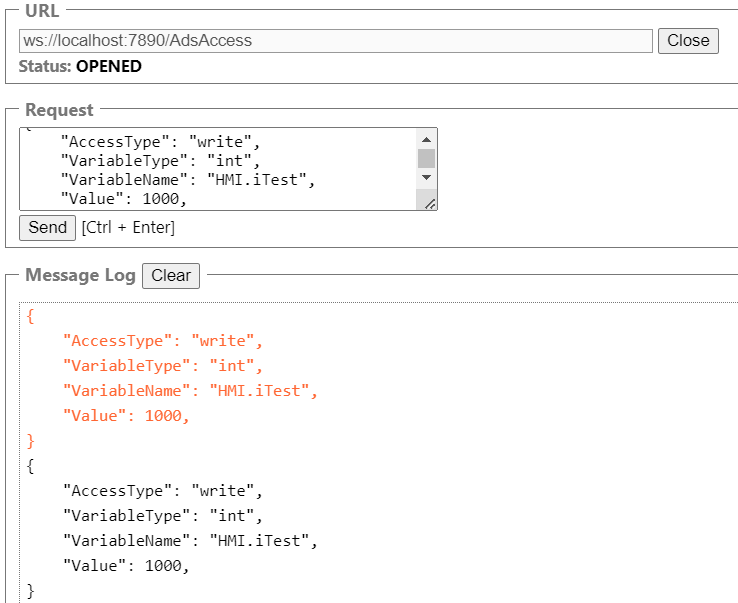 URL
ws://localhost:7890/AdsAccess Close
Status: OPENED
Request
"AccessType": "write",
"VariableType": "int",
"VariableName": "HMI.iTest",
"Value": 1000,
Send [Ctrl + Enter]
Message Log Clear
{
"AccessType": "write",
"VariableType": "int",
"VariableName": "HMI.iTest",
"Value": 1000,
}
{
"AccessType": "write",
"VariableType": "int",
"VariableName": "HMI.iTest",
"Value": 1000,
}